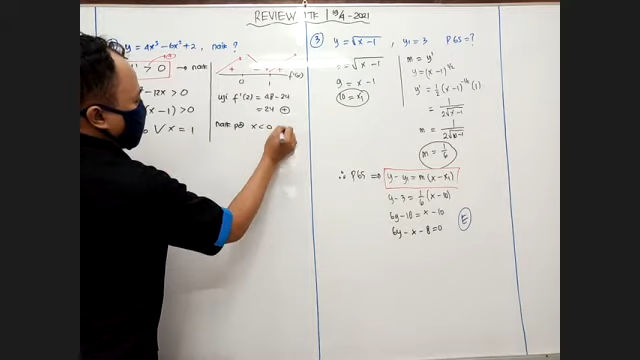 REVIEW ITF | 19/4 - 2021
y = 4x³ - 6x² + 2, naik ?
> 0 → naik
-12x > 0
(x - 1) > 0
V x = 1
+ - - + +
0 1 f'(x)
uji f'(2) = 48 - 24
= 24 (+)
naik pd x < 0
3 y = √x - 1 , y₁ = 3 PGS = ?
= √x - 1
9 = x - 1
10 = x₁
m = y'
y = (x - 1)^1/2
y' = 1/2 (x - 1)^-1/2 (1)
= 1/2√x-1
m = 1/2√10-1
m = 1/6
∴ PGS ⇒ y - y₁ = m (x - x₁)
y - 3 = 1/6 (x - 10)
6y - 18 = x - 10
6y - x - 8 = 0
E